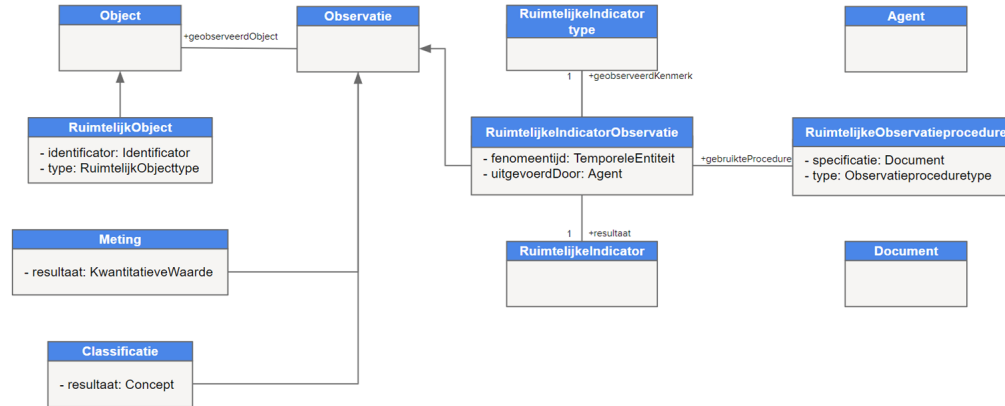 Object
Observatie
RuimtelijkeIndicator
type
Agent
+geobserveerdObject
1
+geobserveerdKenmerk
RuimtelijkObject
- identificator: Identificator
- type: RuimtelijkObjecttype
RuimtelijkeIndicatorObservatie
- fenomeentijd: TemporeleEntiteit
- uitgevoerdDoor: Agent
+gebruikteProcedure
RuimtelijkeObservatieprocedure
- specificatie: Document
- type: Observatieproceduretype
Meting
- resultaat: KwantitatieveWaarde
1
+resultaat
RuimtelijkeIndicator
Document
Classificatie
- resultaat: Concept